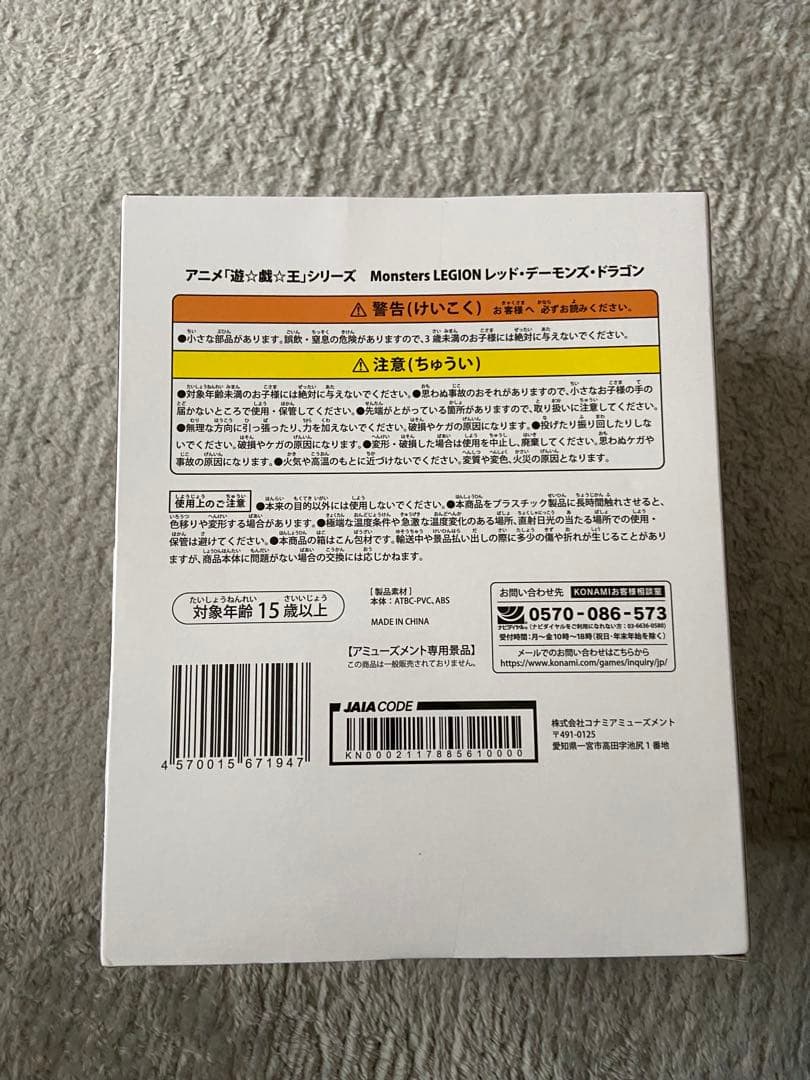 アニメ「遊☆戯☆王」シリーズ　Monsters LEGION レッド・デーモンズ・ドラゴン
⚠警告(けいこく) お客様へ 必ずお読みください。
●小さな部品があります。誤飲・窒息の危険がありますので、3歳未満のお子様には絶対に与えないでください。
⚠注意(ちゅうい)
●対象年齢未満のお子様には絶対に与えないでください。●思わぬ事故のおそれがありますので、小さなお子様の手の
届かないところで使用・保管してください。●先端がとがっている箇所がありますので、取り扱いに注意してください。
●無理な方向に引っ張ったり、力を加えないでください。破損やケガの原因になります。●投げたり振り回したりしな
いでください。破損やケガの原因になります。●変形・破損した場合は使用を中止し、廃棄してください。思わぬケガや
事故の原因になります。●火気や高温のもとに近づけないでください。変質や変色、火災の原因となります。
使用上のご注意 ●本来の目的以外には使用しないでください。●本商品をプラスチック製品に長時間触れさせると、
色移りや変形する場合があります。●極端な温度条件や急激な温度変化のある場所、直射日光の当たる場所での使用・
保管は避けてください。●本商品の箱はこん包材です。輸送中や景品払い出しの際に多少の傷や折れが生じることがあり
ますが、商品本体に問題がない場合の交換には応じかねます。
対象年齢15歳以上
【製品素材】
本体：ATBC-PVC、ABS
MADE IN CHINA
【アミューズメント専用景品】
この商品は一般販売されておりません。
お問い合わせ先 KONAMIお客様相談室
ナビダイヤル 0570-086-573
(ナビダイヤルをご利用になれない方：03-6636-0580)
受付時間：月〜金10時〜18時(祝日・年末年始を除く)
メールでのお問い合わせはこちらから
https://www.konami.com/games/inquiry/jp/
4 570015 671947
JAIA CODE
KN0002117885610000
株式会社コナミアミューズメント
〒491-0125
愛知県一宮市高田字池尻1番地